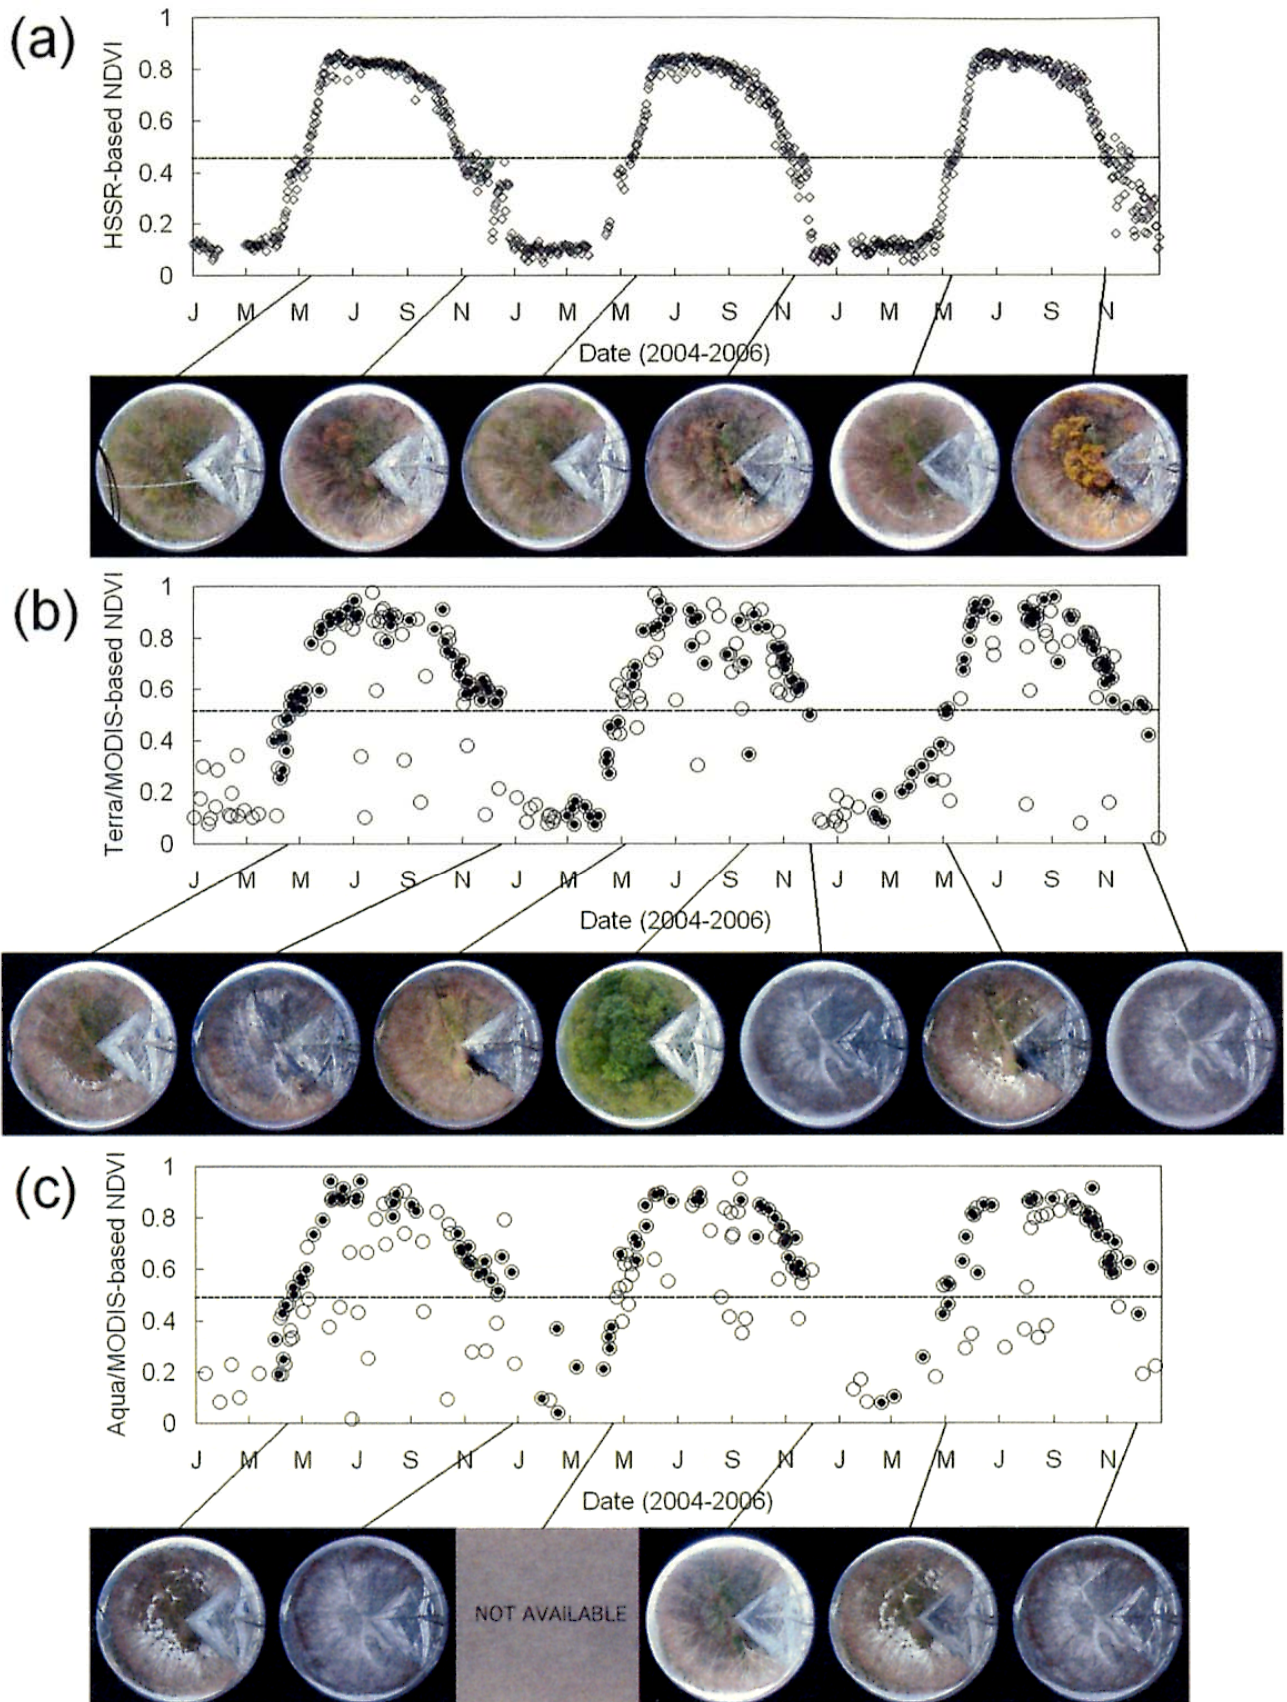 (a)
HSSR-based NDVI
1
0.8
0.6
0.4
0.2
0
J M M J S N J M M J S N J M M J S N
Date (2004-2006)
(b)
Terra/MODIS-based NDVI
1
0.8
0.6
0.4
0.2
0
J M M J S N J M M J S N J M M J S N
Date (2004-2006)
(c)
Aqua/MODIS-based NDVI
1
0.8
0.6
0.4
0.2
0
J M M J S N J M M J S N J M M J S N
Date (2004-2006)
NOT AVAILABLE